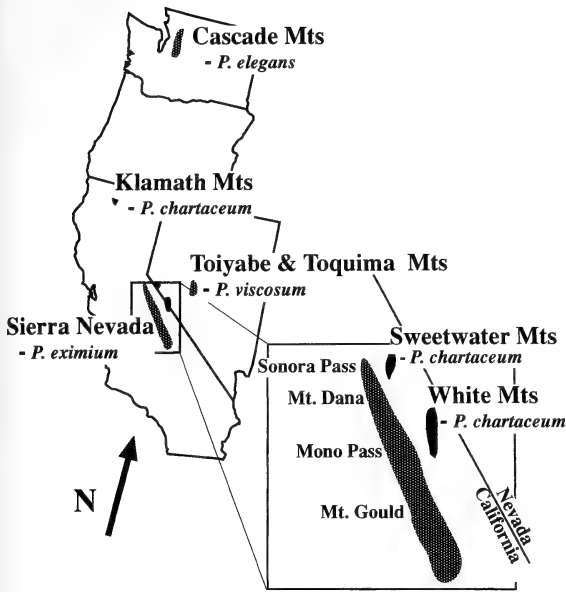 Cascade Mts
- P. elegans
Klamath Mts
- P. chartaceum
Toiyabe & Toquima Mts
- P. viscosum
Sierra Nevada
- P. eximium
Sweetwater Mts
- P. chartaceum
Sonora Pass
White Mts
- P. chartaceum
Mt. Dana
Mono Pass
Mt. Gould
Nevada
California
N